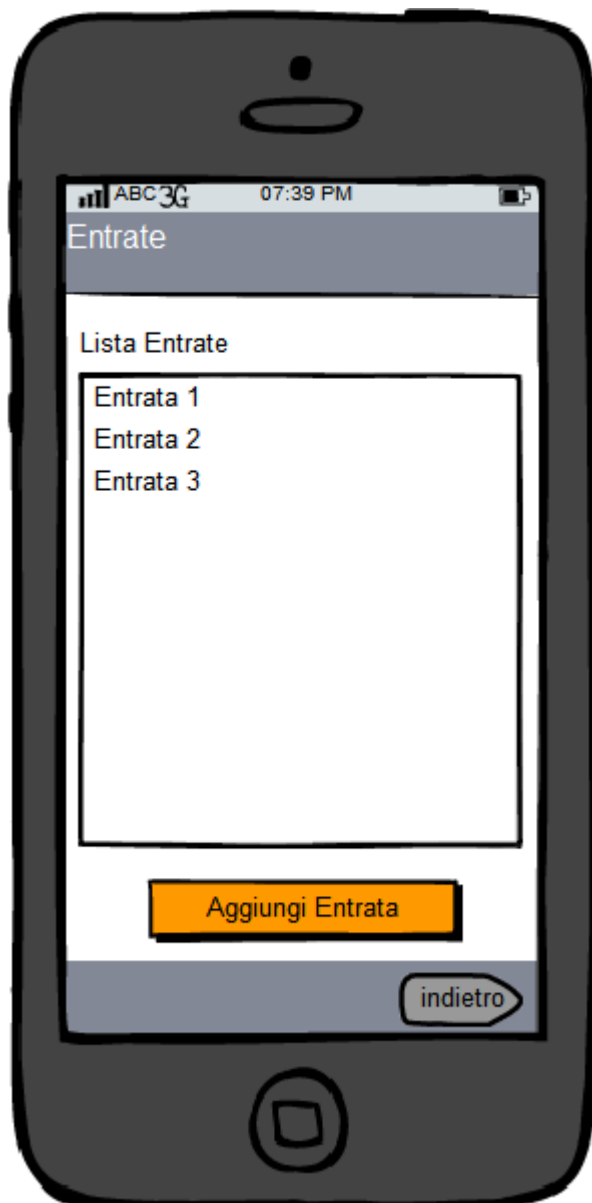 ABC 3G 07:39 PM
Entrate
Lista Entrate
Entrata 1
Entrata 2
Entrata 3
Aggiungi Entrata
indietro